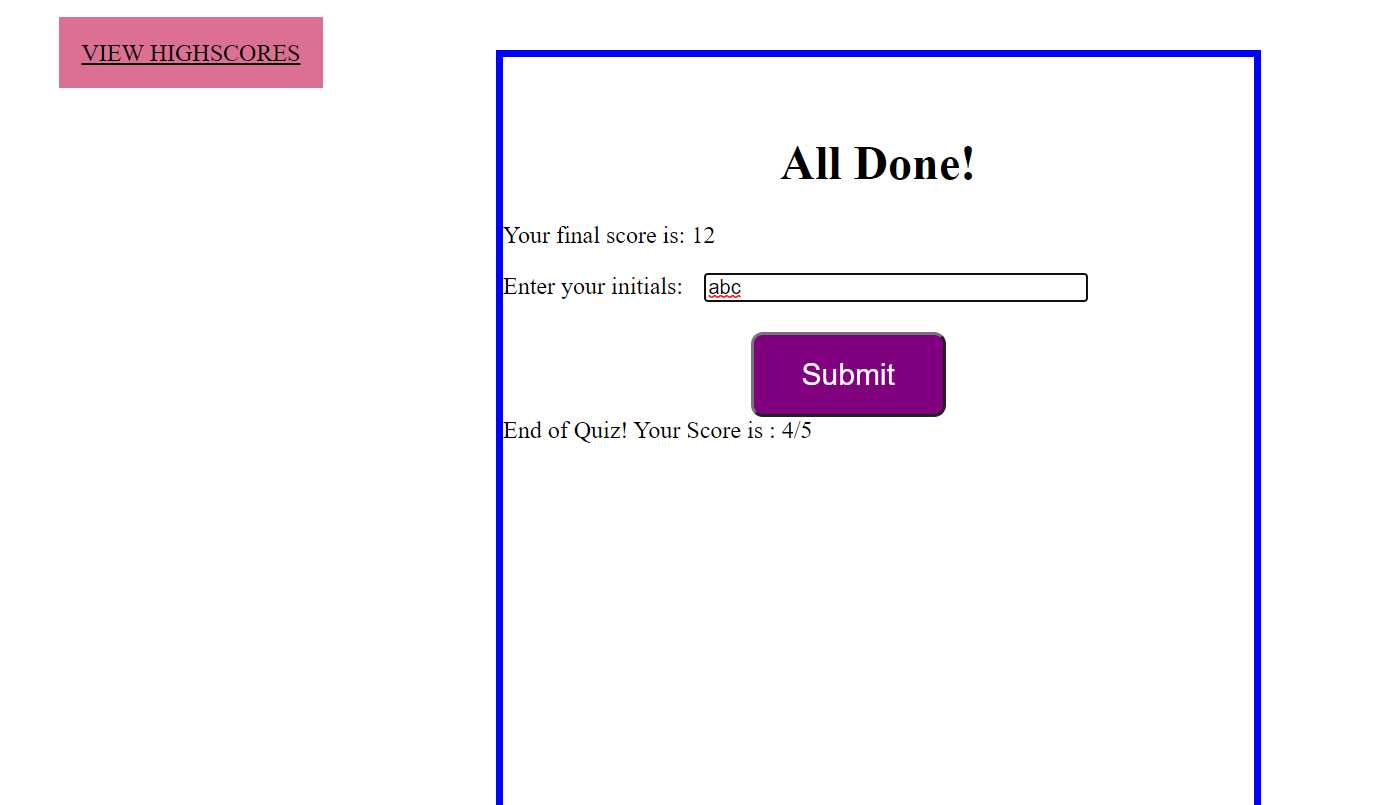 VIEW HIGHSCORES
All Done!
Your final score is: 12
Enter your initials: abc
Submit
End of Quiz! Your Score is : 4/5